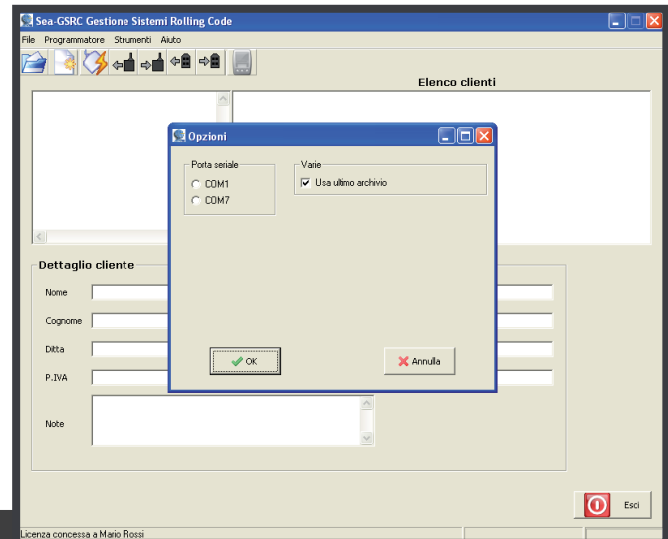 Sea-GSRC Gestione Sistemi Rolling Code
File Programmatore Strumenti Aiuto
Elenco clienti
Opzioni
Porta seriale
COM1
COM7
Varie
Usa ultimo archivio
OK
Annulla
Dettaglio cliente
Nome
Cognome
Ditta
P.IVA
Note
Esci
Licenza concessa a Mario Rossi